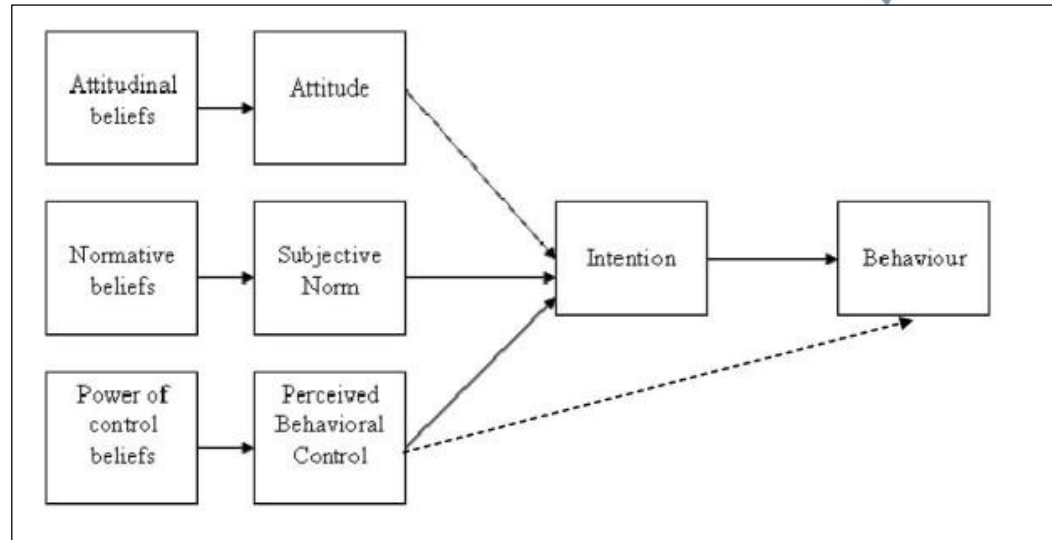 Attitudinal
beliefs
Attitude
Normative
beliefs
Subjective
Norm
Intention
Behaviour
Power of
control
beliefs
Perceived
Behavioral
Control